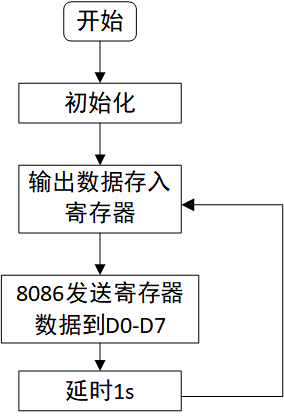 开始
初始化
输出数据存入
寄存器
8086发送寄存器
数据到D0-D7
延时1s